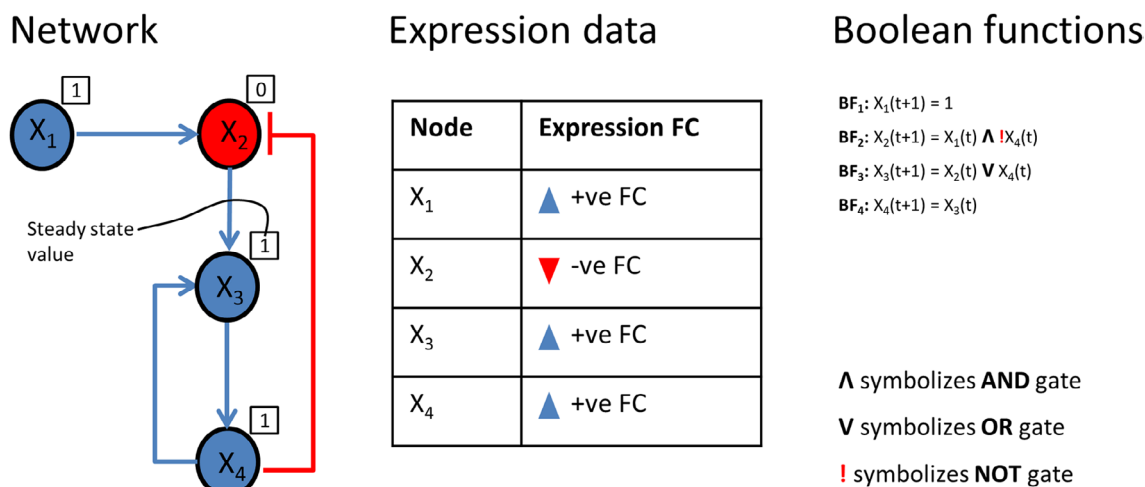 Network
Expression data
Boolean functions
1
0
X1
X2
Steady state
value
1
X3
1
X4
Node
Expression FC
X1
+ve FC
X2
-ve FC
X3
+ve FC
X4
+ve FC
BF1: X1(t+1) = 1
BF2: X2(t+1) = X1(t) Λ !X4(t)
BF3: X3(t+1) = X2(t) V X4(t)
BF4: X4(t+1) = X3(t)
Λ symbolizes AND gate
V symbolizes OR gate
! symbolizes NOT gate